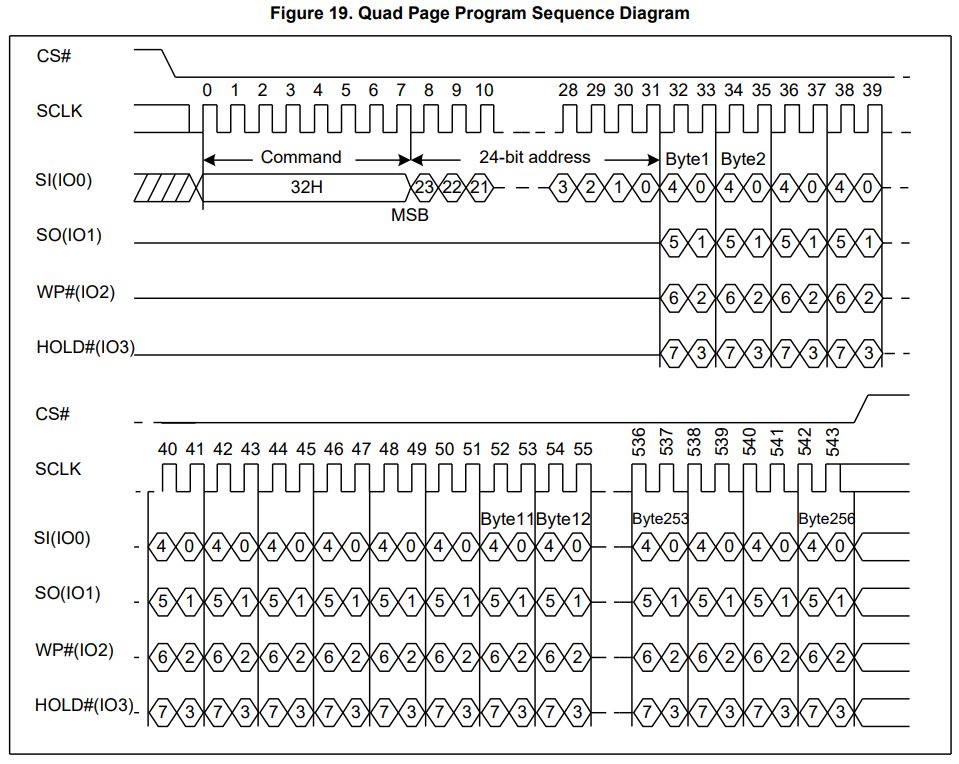 Figure 19. Quad Page Program Sequence Diagram
CS#
0 1 2 3 4 5 6 7 8 9 10 28 29 30 31 32 33 34 35 36 37 38 39
SCLK
Command 24-bit address Byte1 Byte2
SI(IO0) 32H 23 22 21 3 2 1 0 4 0 4 0 4 0 4 0
MSB
SO(IO1) 5 1 5 1 5 1 5 1
WP#(IO2) 6 2 6 2 6 2 6 2
HOLD#(IO3) 7 3 7 3 7 3 7 3
CS#
40 41 42 43 44 45 46 47 48 49 50 51 52 53 54 55 536 537 538 539 540 541 542 543
SCLK
Byte11 Byte12 Byte253 Byte256
SI(IO0) 4 0 4 0 4 0 4 0 4 0 4 0 4 0 4 0 4 0 4 0 4 0 4 0
SO(IO1) 5 1 5 1 5 1 5 1 5 1 5 1 5 1 5 1 5 1 5 1 5 1 5 1
WP#(IO2) 6 2 6 2 6 2 6 2 6 2 6 2 6 2 6 2 6 2 6 2 6 2 6 2
HOLD#(IO3) 7 3 7 3 7 3 7 3 7 3 7 3 7 3 7 3 7 3 7 3 7 3 7 3